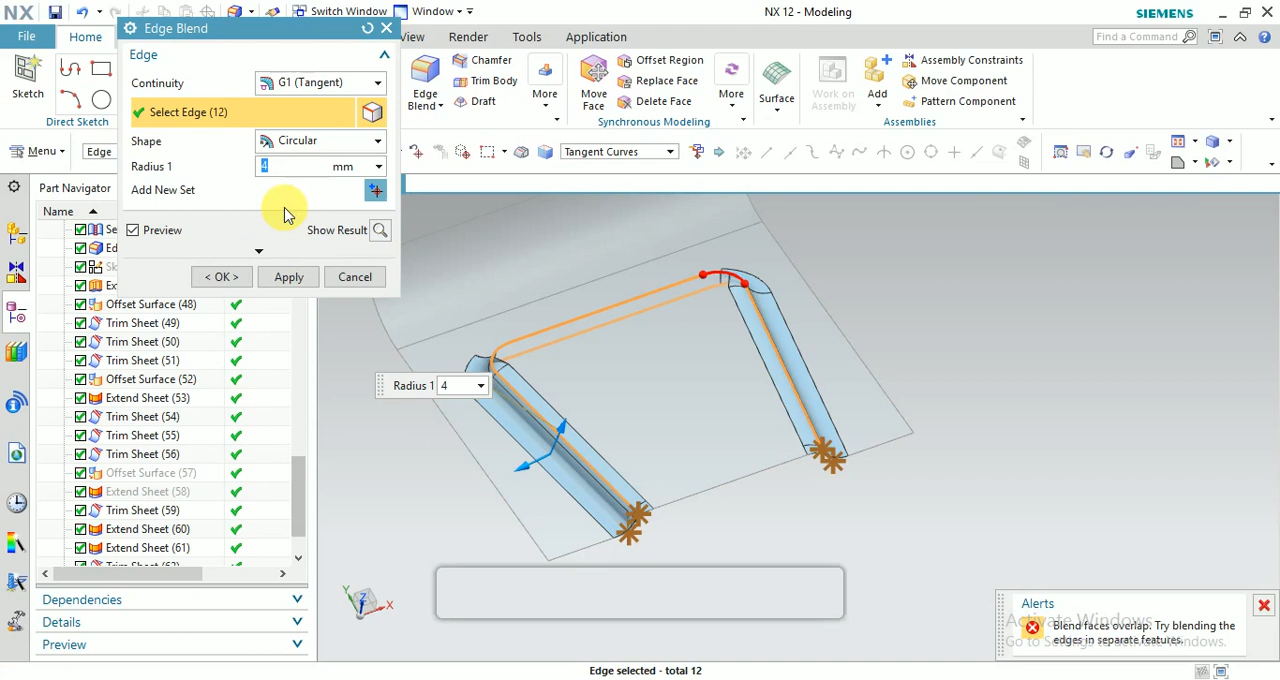 NX
Switch Window
Window
NX 12 - Modeling
SIEMENS
File
Home
View
Render
Tools
Application
Find a Command
Sketch
Direct Sketch
Edge
Blend
Chamfer
Trim Body
Draft
More
Move
Face
Offset Region
Replace Face
Delete Face
More
Synchronous Modeling
Surface
Work on
Assembly
Add
Assembly Constraints
Move Component
Pattern Component
Assemblies
Menu
Edge
Tangent Curves
Edge Blend
Edge
Continuity
G1 (Tangent)
Select Edge (12)
Shape
Circular
Radius 1
4
mm
Add New Set
Preview
Show Result
< OK >
Apply
Cancel
Part Navigator
Name
Offset Surface (48)
Trim Sheet (49)
Trim Sheet (50)
Trim Sheet (51)
Offset Surface (52)
Extend Sheet (53)
Trim Sheet (54)
Trim Sheet (55)
Trim Sheet (56)
Offset Surface (57)
Extend Sheet (58)
Trim Sheet (59)
Extend Sheet (60)
Extend Sheet (61)
Dependencies
Details
Preview
Radius 1
4
Y
Z
X
Alerts
Blend faces overlap. Try blending the
edges in separate features.
Activate Windows
Go to Settings to activate Windows.
Edge selected - total 12